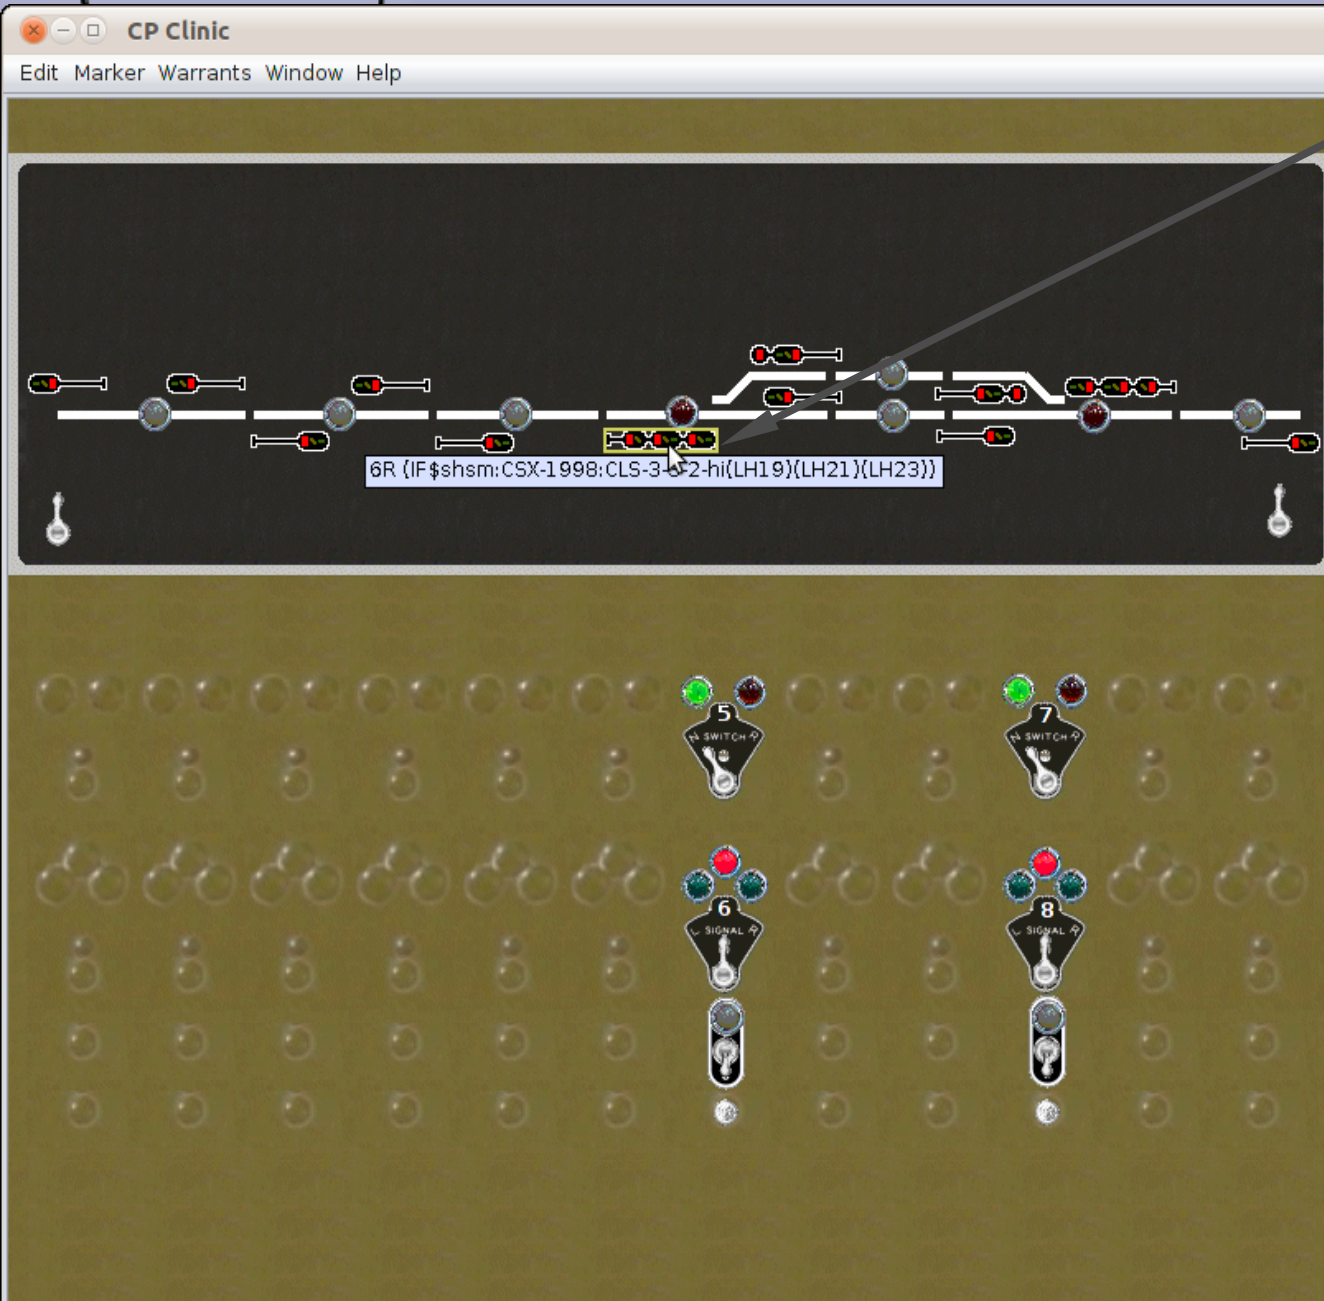 CP Clinic
Edit Marker Warrants Window Help
6R (IF$shsm:CSX-1998:CLS-3- -2-hi(LH19)(LH21)(LH23))
5 7
N SWITCH R N SWITCH R
6 8
L SIGNAL R L SIGNAL R